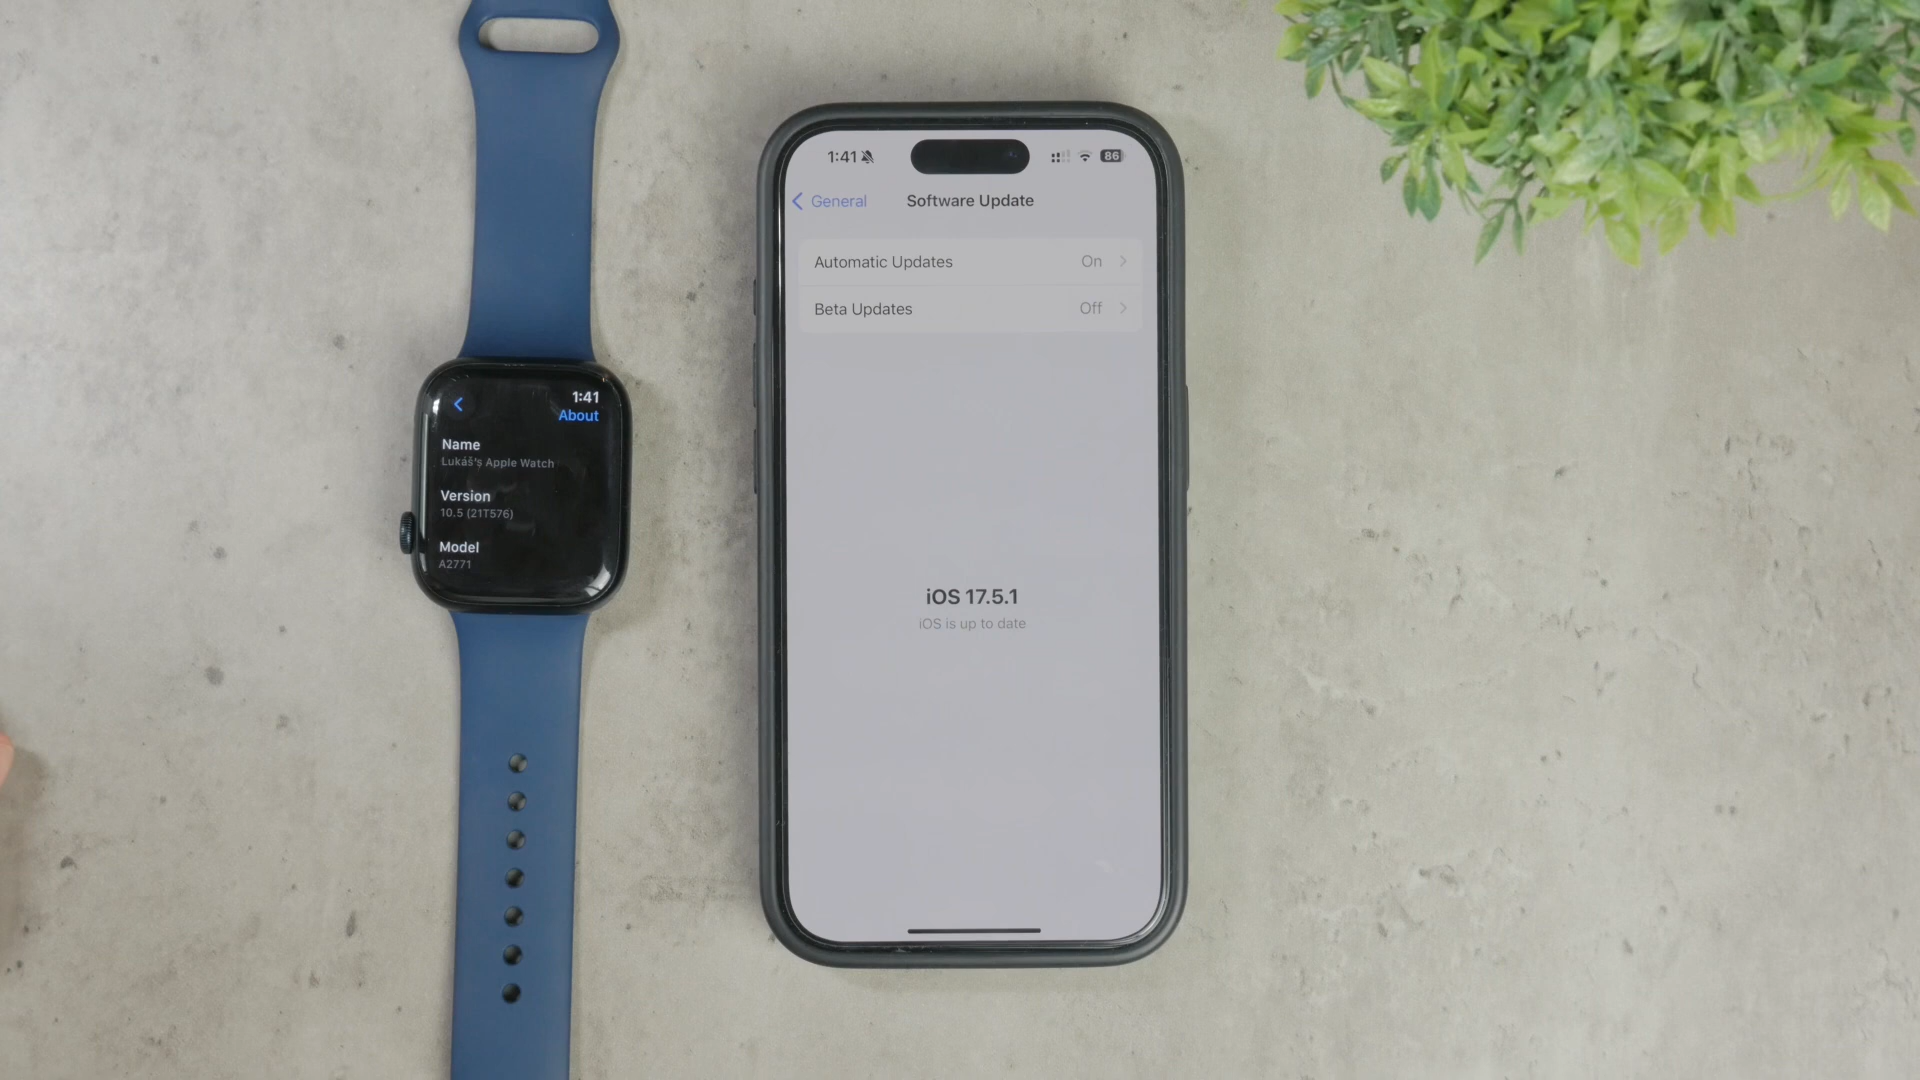 1:41
About
Name
Lukáš's Apple Watch
Version
10.5 (21T576)
Model
A2771
1:41
86
General
Software Update
Automatic Updates On
Beta Updates Off
iOS 17.5.1
iOS is up to date